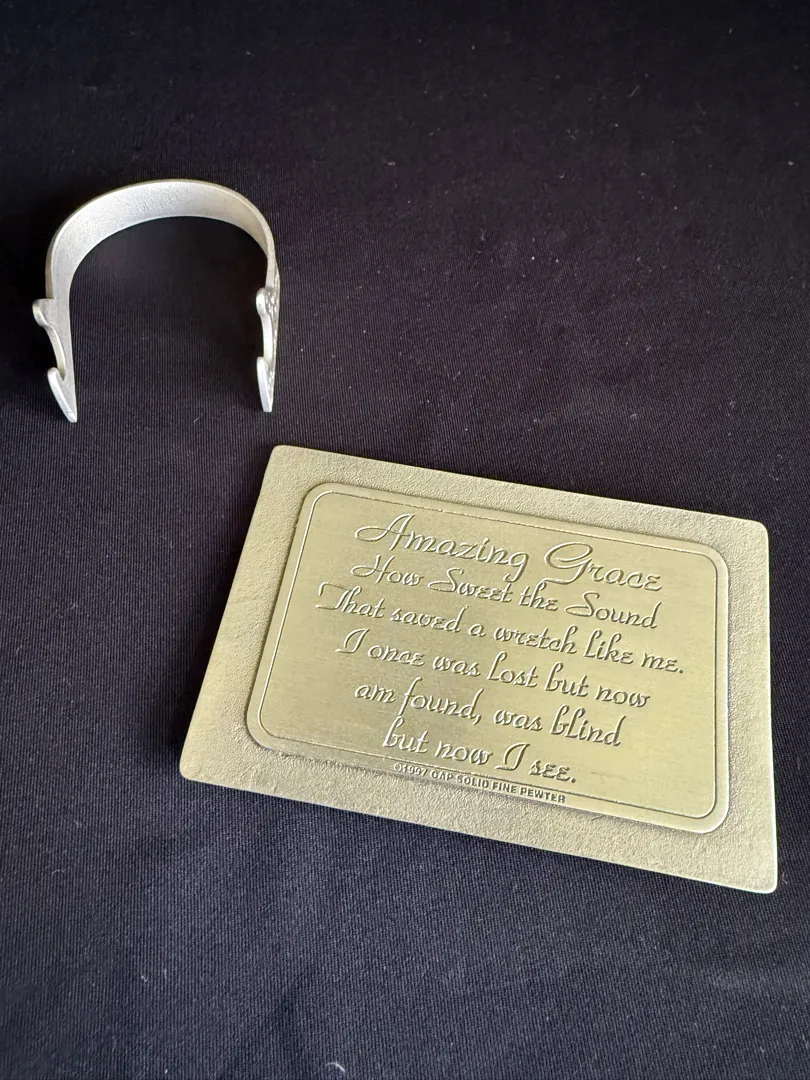 Amazing Grace
How Sweet the Sound
That saved a wretch like me.
I once was lost but now
am found, was blind
but now I see.
©1997 GAP SOLID FINE PEWTER